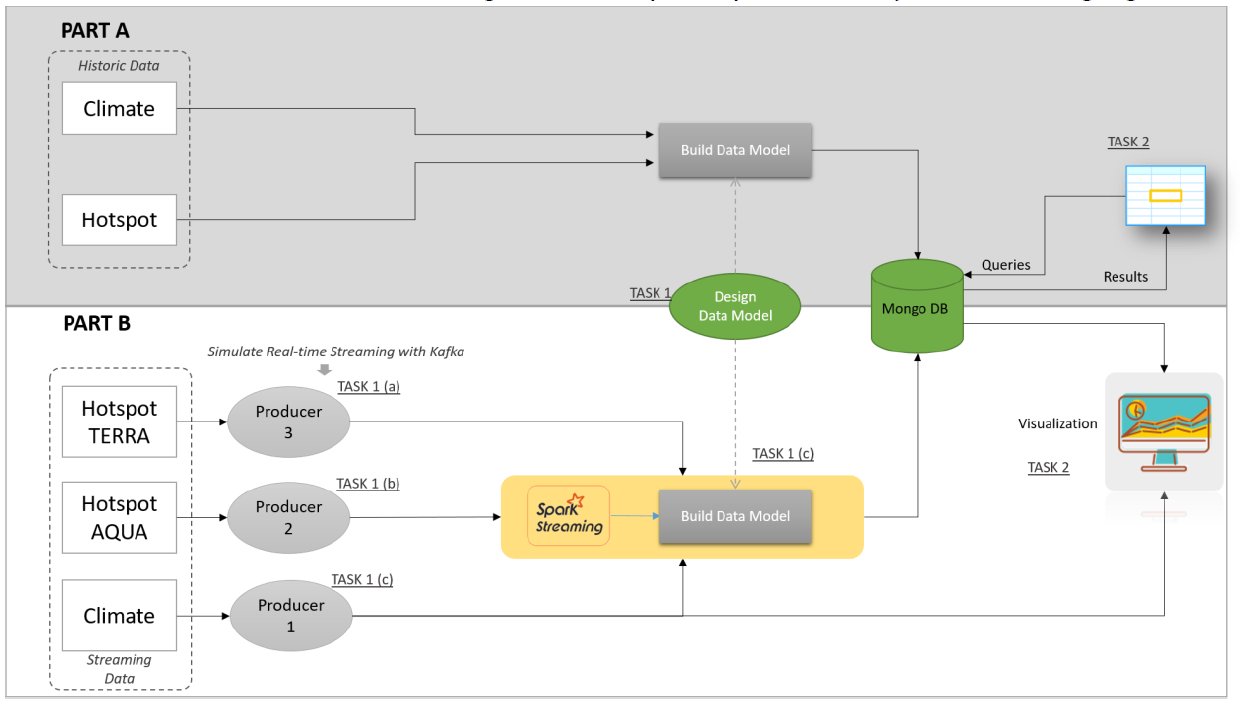 PART A
Historic Data
Climate
Hotspot
Build Data Model
TASK 2
Queries
Results
Mongo DB
TASK 1
Design
Data Model
PART B
Simulate Real-time Streaming with Kafka
TASK 1 (a)
Hotspot
TERRA
Producer
3
TASK 1 (b)
Hotspot
AQUA
Producer
2
TASK 1 (c)
Spark
Streaming
Build Data Model
Visualization
TASK 2
TASK 1 (c)
Climate
Producer
1
Streaming
Data